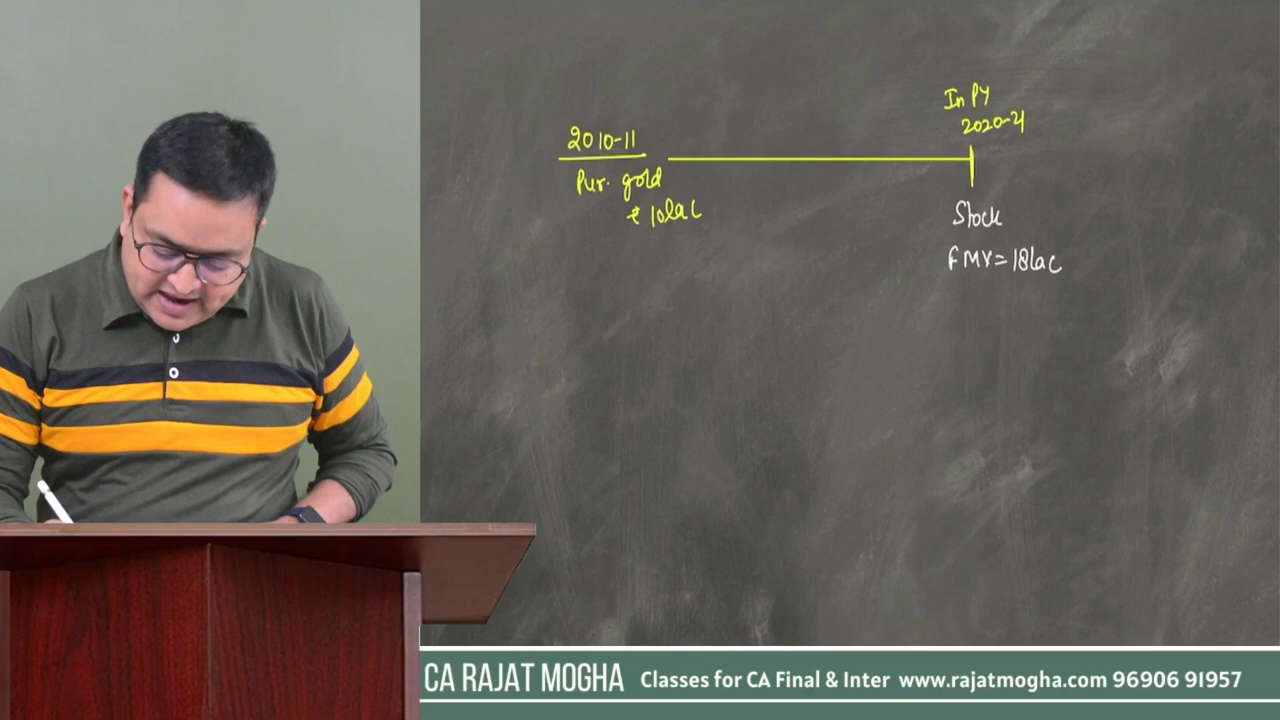 2010-11
Pur. gold
₹ 10lac
In PY
2020-21
Stock
FMV = 18lac
CA RAJAT MOGHA Classes for CA Final & Inter www.rajatmogha.com 96906 91957